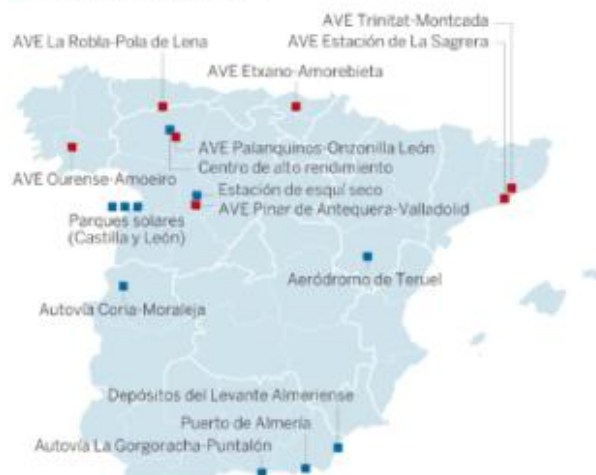 AVE Trinitat-Montcada
AVE La Robla-Pola de Lena
AVE Estación de La Sagrera
AVE Etxano-Amorebieta
AVE Palanquinos-Onzonilla León
Centro de alto rendimiento
AVE Ourense-Amoeiro
Estación de esquí seco
AVE Pinar de Antequera-Valladolid
Parques solares
(Castilla y León)
Aeródromo de Teruel
Autovía Coria-Moraleja
Depósitos del Levante Almeriense
Puerto de Almería
Autovía La Gorgoracha-Puntalón